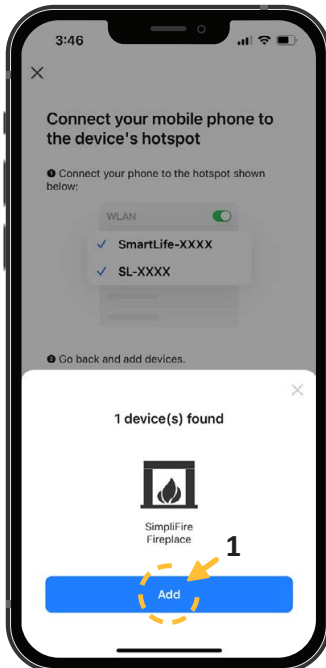 3:46
Connect your mobile phone to
the device's hotspot
❶ Connect your phone to the hotspot shown
below:
WLAN
SmartLife-XXXX
SL-XXXX
❷ Go back and add devices.
1 device(s) found
SimpliFire
Fireplace
1
Add